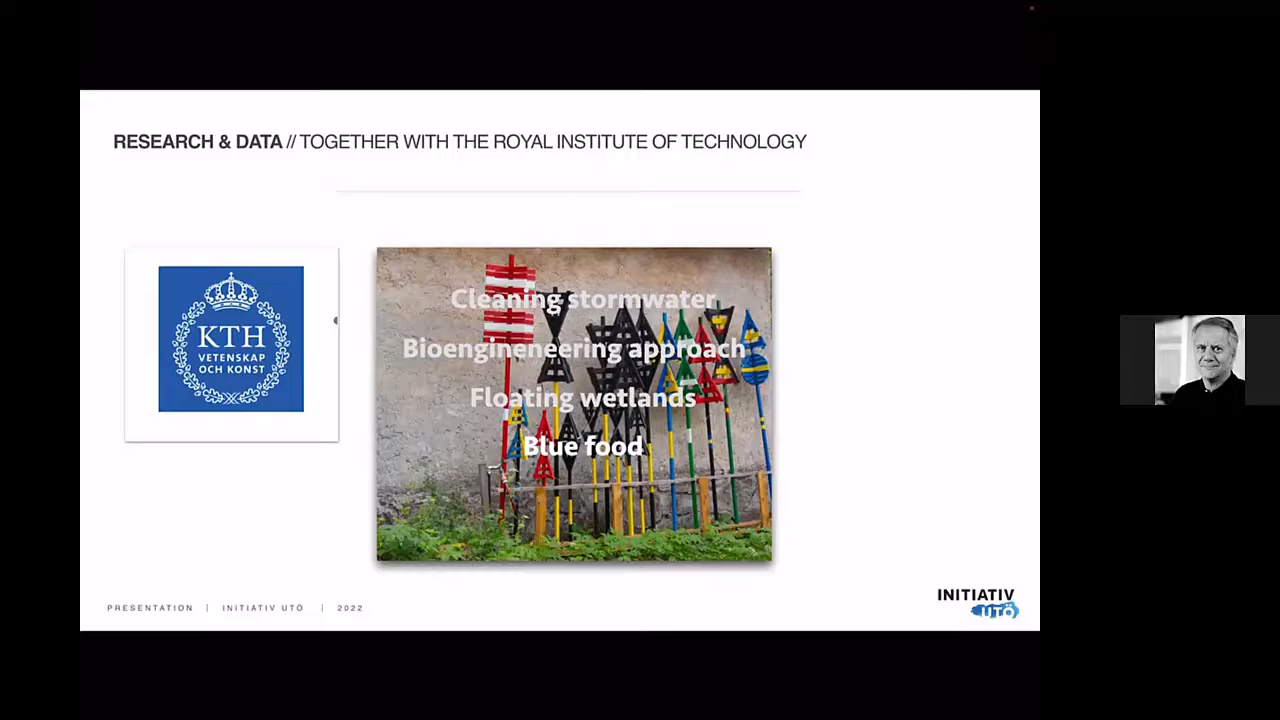 RESEARCH & DATA // TOGETHER WITH THE ROYAL INSTITUTE OF TECHNOLOGY
KTH
VETENSKAP
OCH KONST
Cleaning stormwater
Bioengineneering approach
Floating wetlands
Blue food
PRESENTATION | INITIATIV UTÖ | 2022
INITIATIV
UTÖ